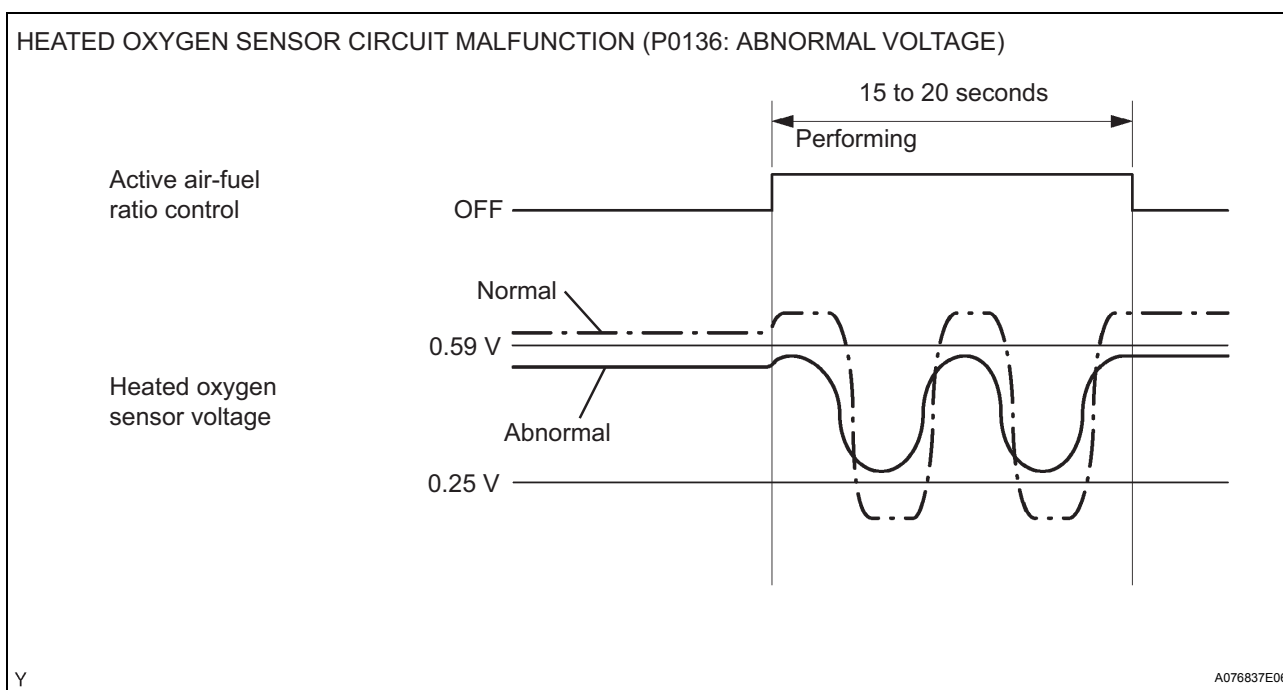 HEATED OXYGEN SENSOR CIRCUIT MALFUNCTION (P0136: ABNORMAL VOLTAGE)
15 to 20 seconds
Performing
Active air-fuel
ratio control
OFF
Normal
0.59 V
Heated oxygen
sensor voltage
Abnormal
0.25 V
Y
A076837E06